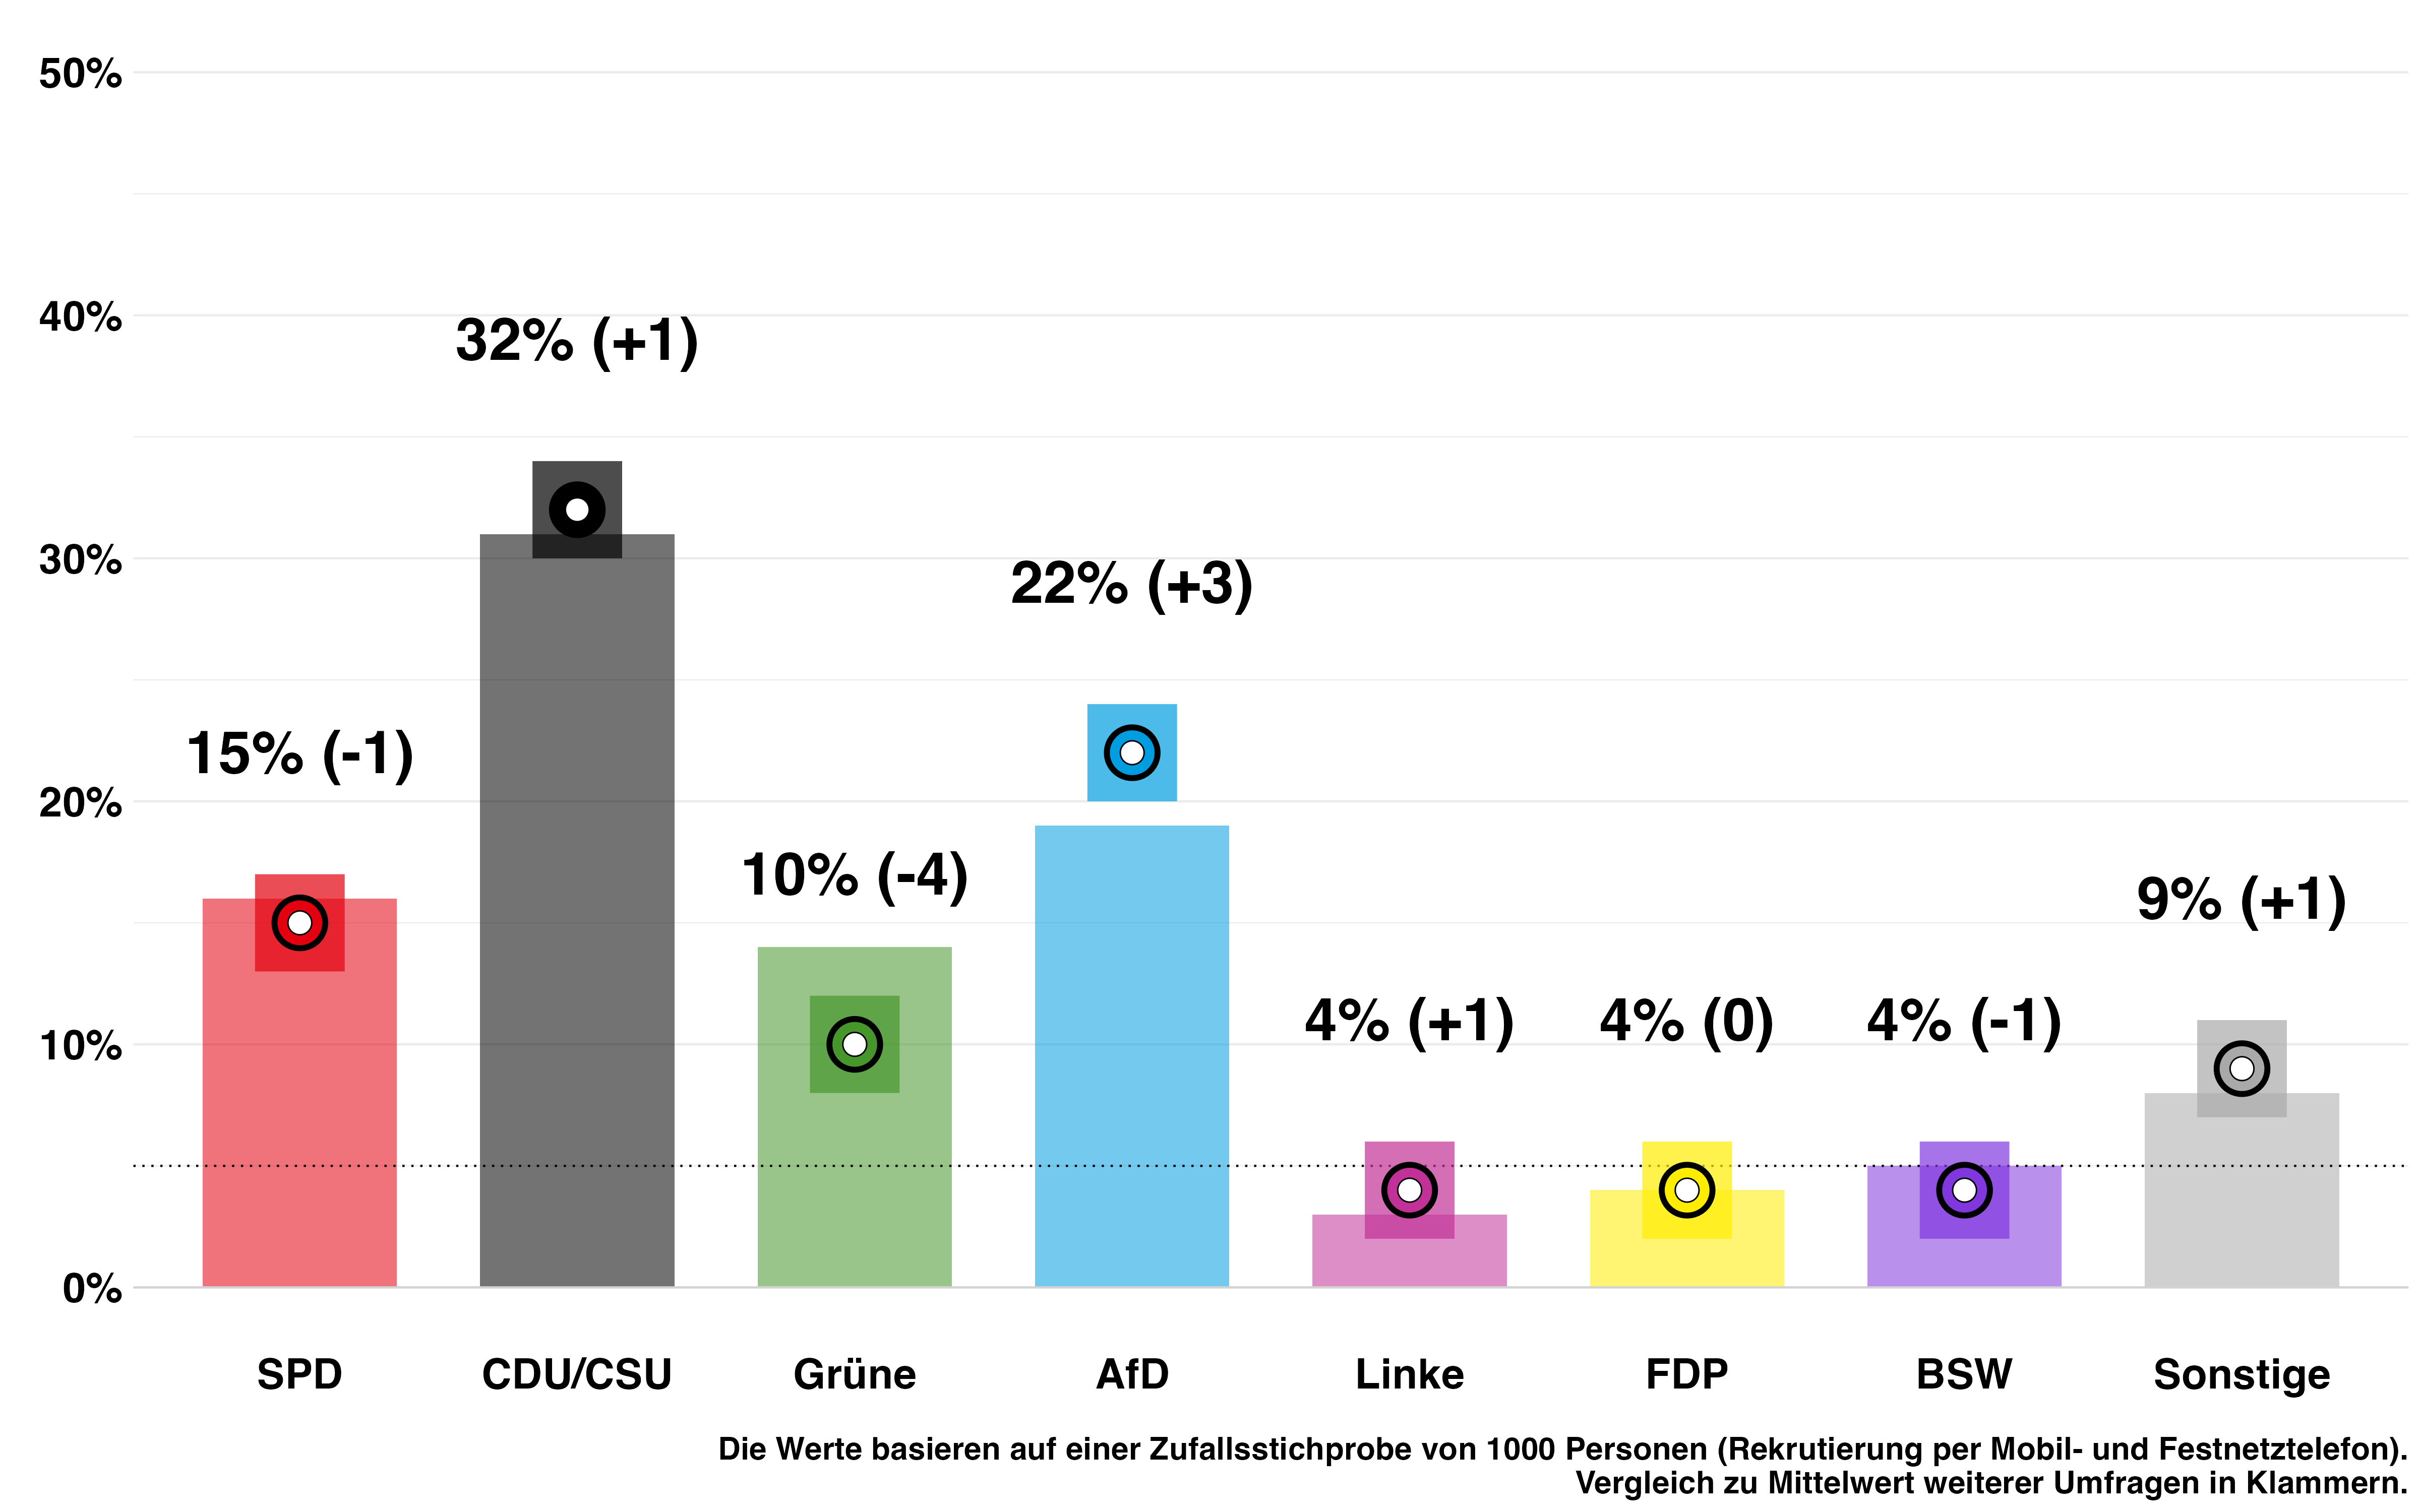 50%
40%
32% (+1)
30%
22% (+3)
15% (-1)
20%
10% (-4)
9% (+1)
10%
4% (+1)
4% (0)
4% (-1)
0%
SPD
CDU/CSU
Grüne
AfD
Linke
FDP
BSW
Sonstige
Die Werte basieren auf einer Zufallsstichprobe von 1000 Personen (Rekrutierung per Mobil- und Festnetztelefon).
Vergleich zu Mittelwert weiterer Umfragen in Klammern.